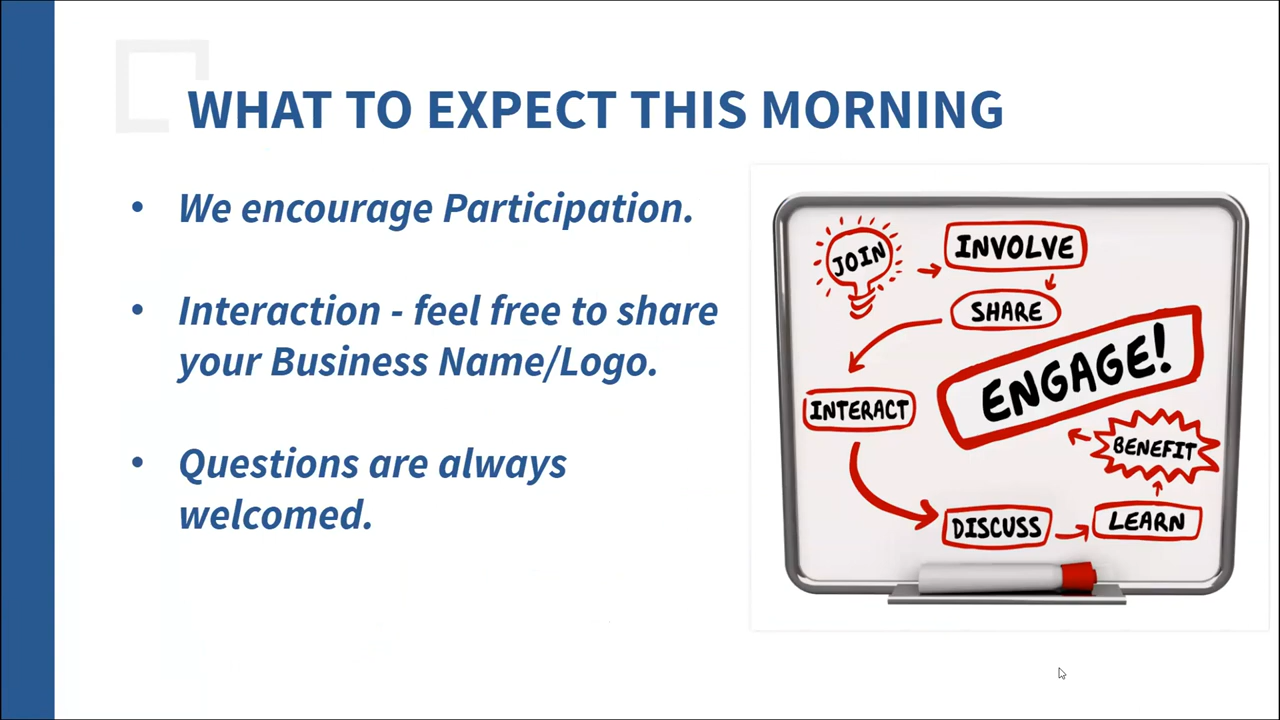 WHAT TO EXPECT THIS MORNING
• We encourage Participation.
• Interaction - feel free to share
your Business Name/Logo.
• Questions are always
welcomed.
JOIN
INVOLVE
SHARE
INTERACT
ENGAGE!
BENEFIT
DISCUSS
LEARN